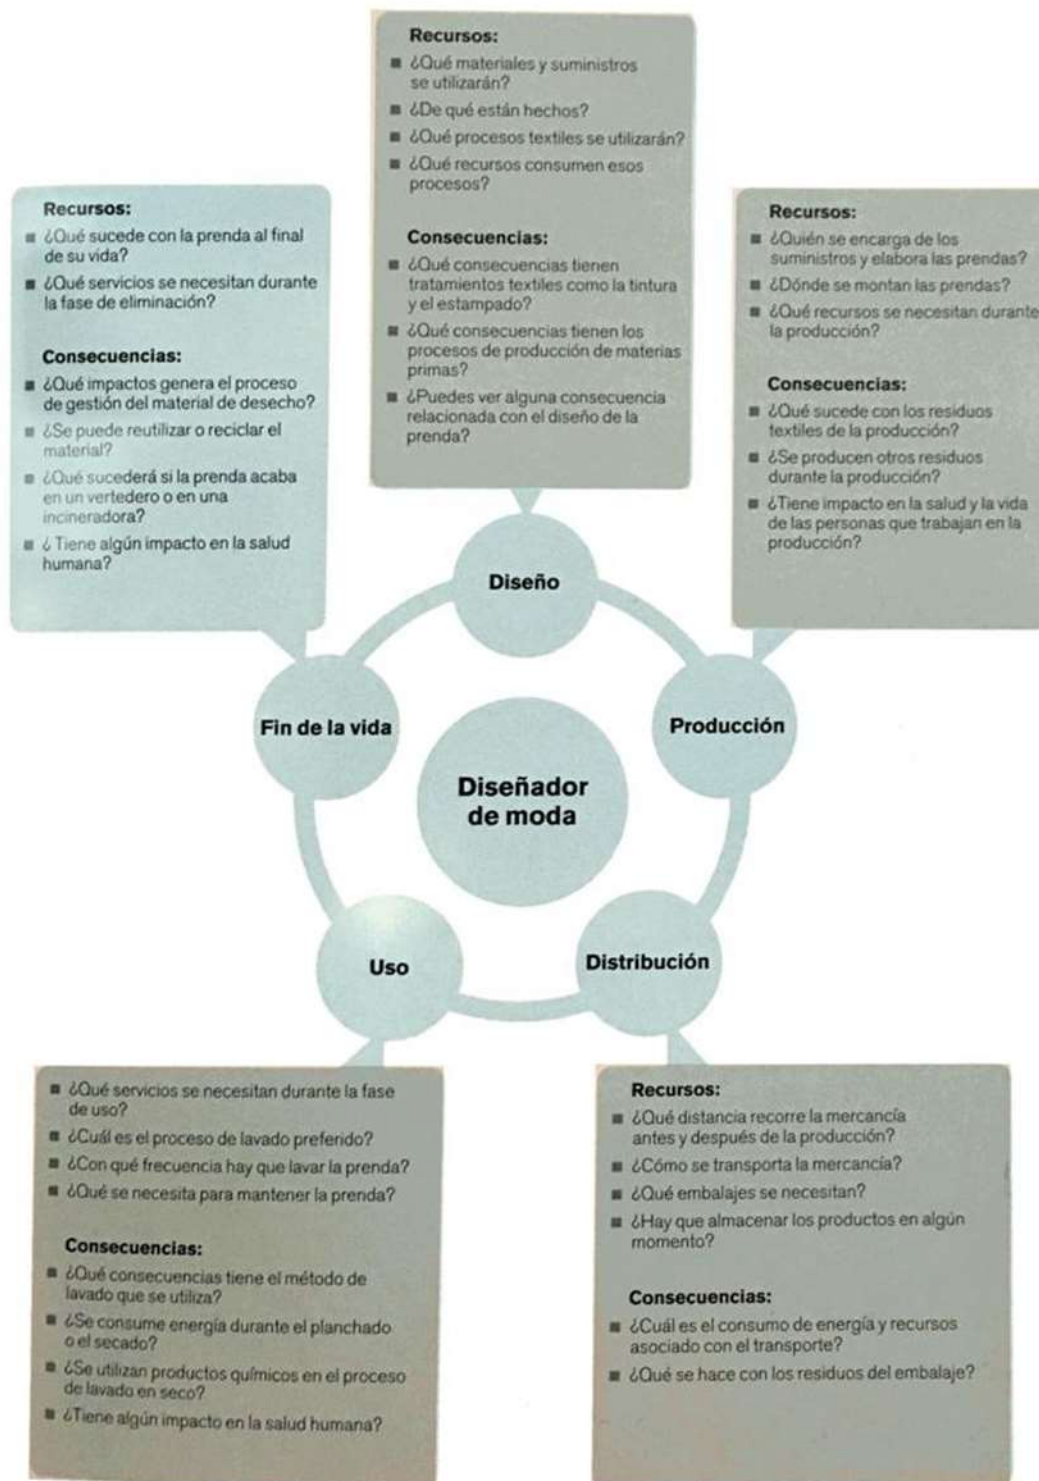 Recursos:
■ ¿Qué materiales y suministros
se utilizarán?
■ ¿De qué están hechos?
■ ¿Qué procesos textiles se utilizarán?
■ ¿Qué recursos consumen esos
procesos?
Consecuencias:
■ ¿Qué consecuencias tienen
tratamientos textiles como la tintura
y el estampado?
■ ¿Qué consecuencias tienen los
procesos de producción de materias
primas?
■ ¿Puedes ver alguna consecuencia
relacionada con el diseño de la
prenda?
Recursos:
■ ¿Qué sucede con la prenda al final
de su vida?
■ ¿Qué servicios se necesitan durante
la fase de eliminación?
Consecuencias:
■ ¿Qué impactos genera el proceso
de gestión del material de desecho?
■ ¿Se puede reutilizar o reciclar el
material?
■ ¿Qué sucederá si la prenda acaba
en un vertedero o en una
incineradora?
■ ¿ Tiene algún impacto en la salud
humana?
Recursos:
■ ¿Quién se encarga de los
suministros y elabora las prendas?
■ ¿Dónde se montan las prendas?
■ ¿Qué recursos se necesitan durante
la producción?
Consecuencias:
■ ¿Qué sucede con los residuos
textiles de la producción?
■ ¿Se producen otros residuos
durante la producción?
■ ¿Tiene impacto en la salud y la vida
de las personas que trabajan en la
producción?
Diseño
Fin de la vida
Producción
Diseñador
de moda
Uso
Distribución
■ ¿Qué servicios se necesitan durante la fase
de uso?
■ ¿Cuál es el proceso de lavado preferido?
■ ¿Con qué frecuencia hay que lavar la prenda?
■ ¿Qué se necesita para mantener la prenda?
Consecuencias:
■ ¿Qué consecuencias tiene el método de
lavado que se utiliza?
■ ¿Se consume energía durante el planchado
o el secado?
■ ¿Se utilizan productos químicos en el proceso
de lavado en seco?
■ ¿Tiene algún impacto en la salud humana?
Recursos:
■ ¿Qué distancia recorre la mercancía
antes y después de la producción?
■ ¿Cómo se transporta la mercancía?
■ ¿Qué embalajes se necesitan?
■ ¿Hay que almacenar los productos en algún
momento?
Consecuencias:
■ ¿Cuál es el consumo de energía y recursos
asociado con el transporte?
■ ¿Qué se hace con los residuos del embalaje?